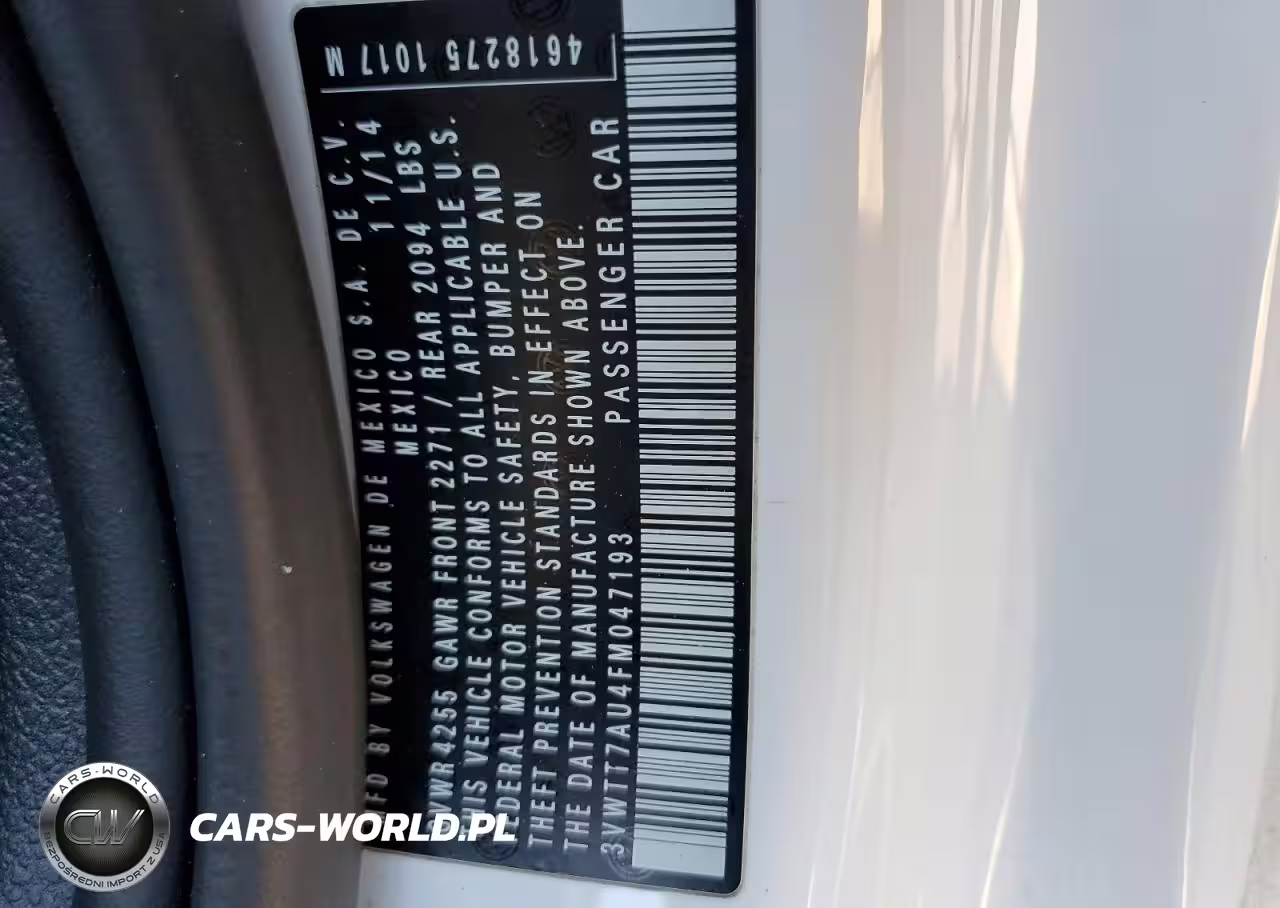 MFD BY VOLKSWAGEN DE MEXICO S.A. DE C.V.
MEXICO 11/14
GVWR 4255 GAWR FRONT 2271 / REAR 2094 LBS
THIS VEHICLE CONFORMS TO ALL APPLICABLE U.S.
FEDERAL MOTOR VEHICLE SAFETY, BUMPER AND
THEFT PREVENTION STANDARDS IN EFFECT ON
THE DATE OF MANUFACTURE SHOWN ABOVE.
3VWTT7AU4FM047193 PASSENGER CAR
4618275 1017 M
CARS-WORLD
CW
BEZPOŚREDNI IMPORT Z USA
CARS-WORLD.PL